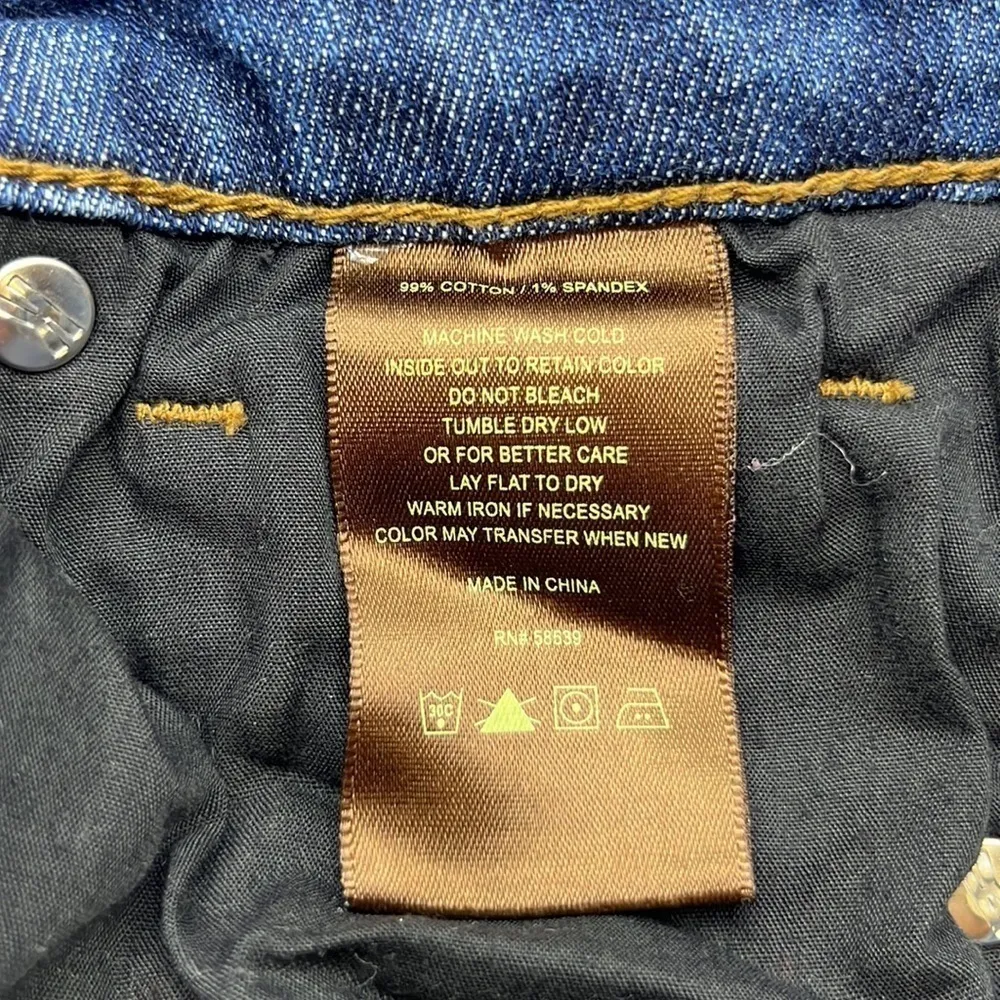 99% COTTON / 1% SPANDEX
MACHINE WASH COLD
INSIDE OUT TO RETAIN COLOR
DO NOT BLEACH
TUMBLE DRY LOW
OR FOR BETTER CARE
LAY FLAT TO DRY
WARM IRON IF NECESSARY
COLOR MAY TRANSFER WHEN NEW
MADE IN CHINA
RN# 58639
30C